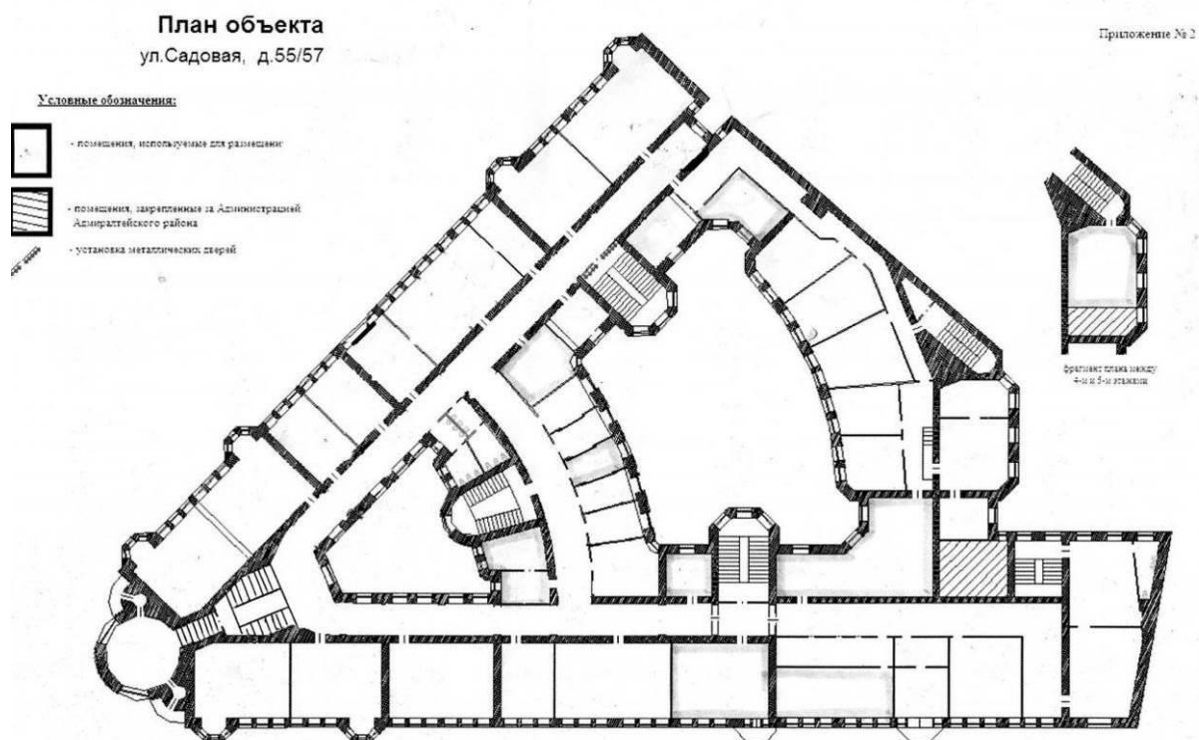 План объекта
ул.Садовая, д.55/57
Приложение № 2
Условные обозначения:
- помещения, используемые для размещени
- помещения, закрепленные за Администрацией
Адмиралтейского района
- установка металлических дверей
фрагмент плана между
4-м и 5-м этажами